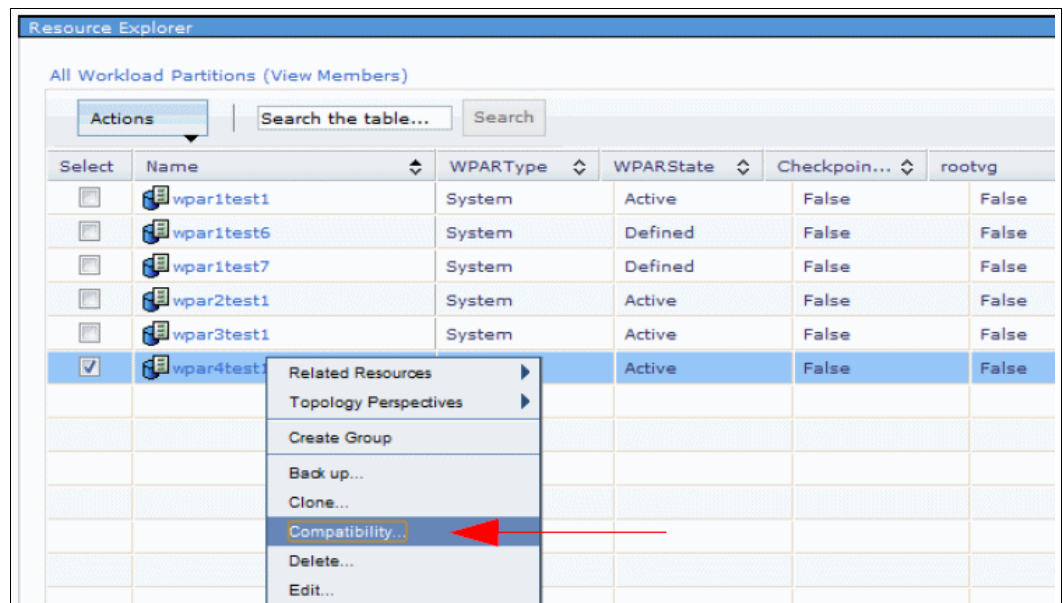 Resource Explorer
All Workload Partitions (View Members)
Actions Search the table... Search
Select Name WPARType WPARState Checkpoin... rootvg
wpar1test1 System Active False False
wpar1test6 System Defined False False
wpar1test7 System Defined False False
wpar2test1 System Active False False
wpar3test1 System Active False False
wpar4test1 Active False False
Related Resources
Topology Perspectives
Create Group
Back up...
Clone...
Compatibility...
Delete...
Edit...